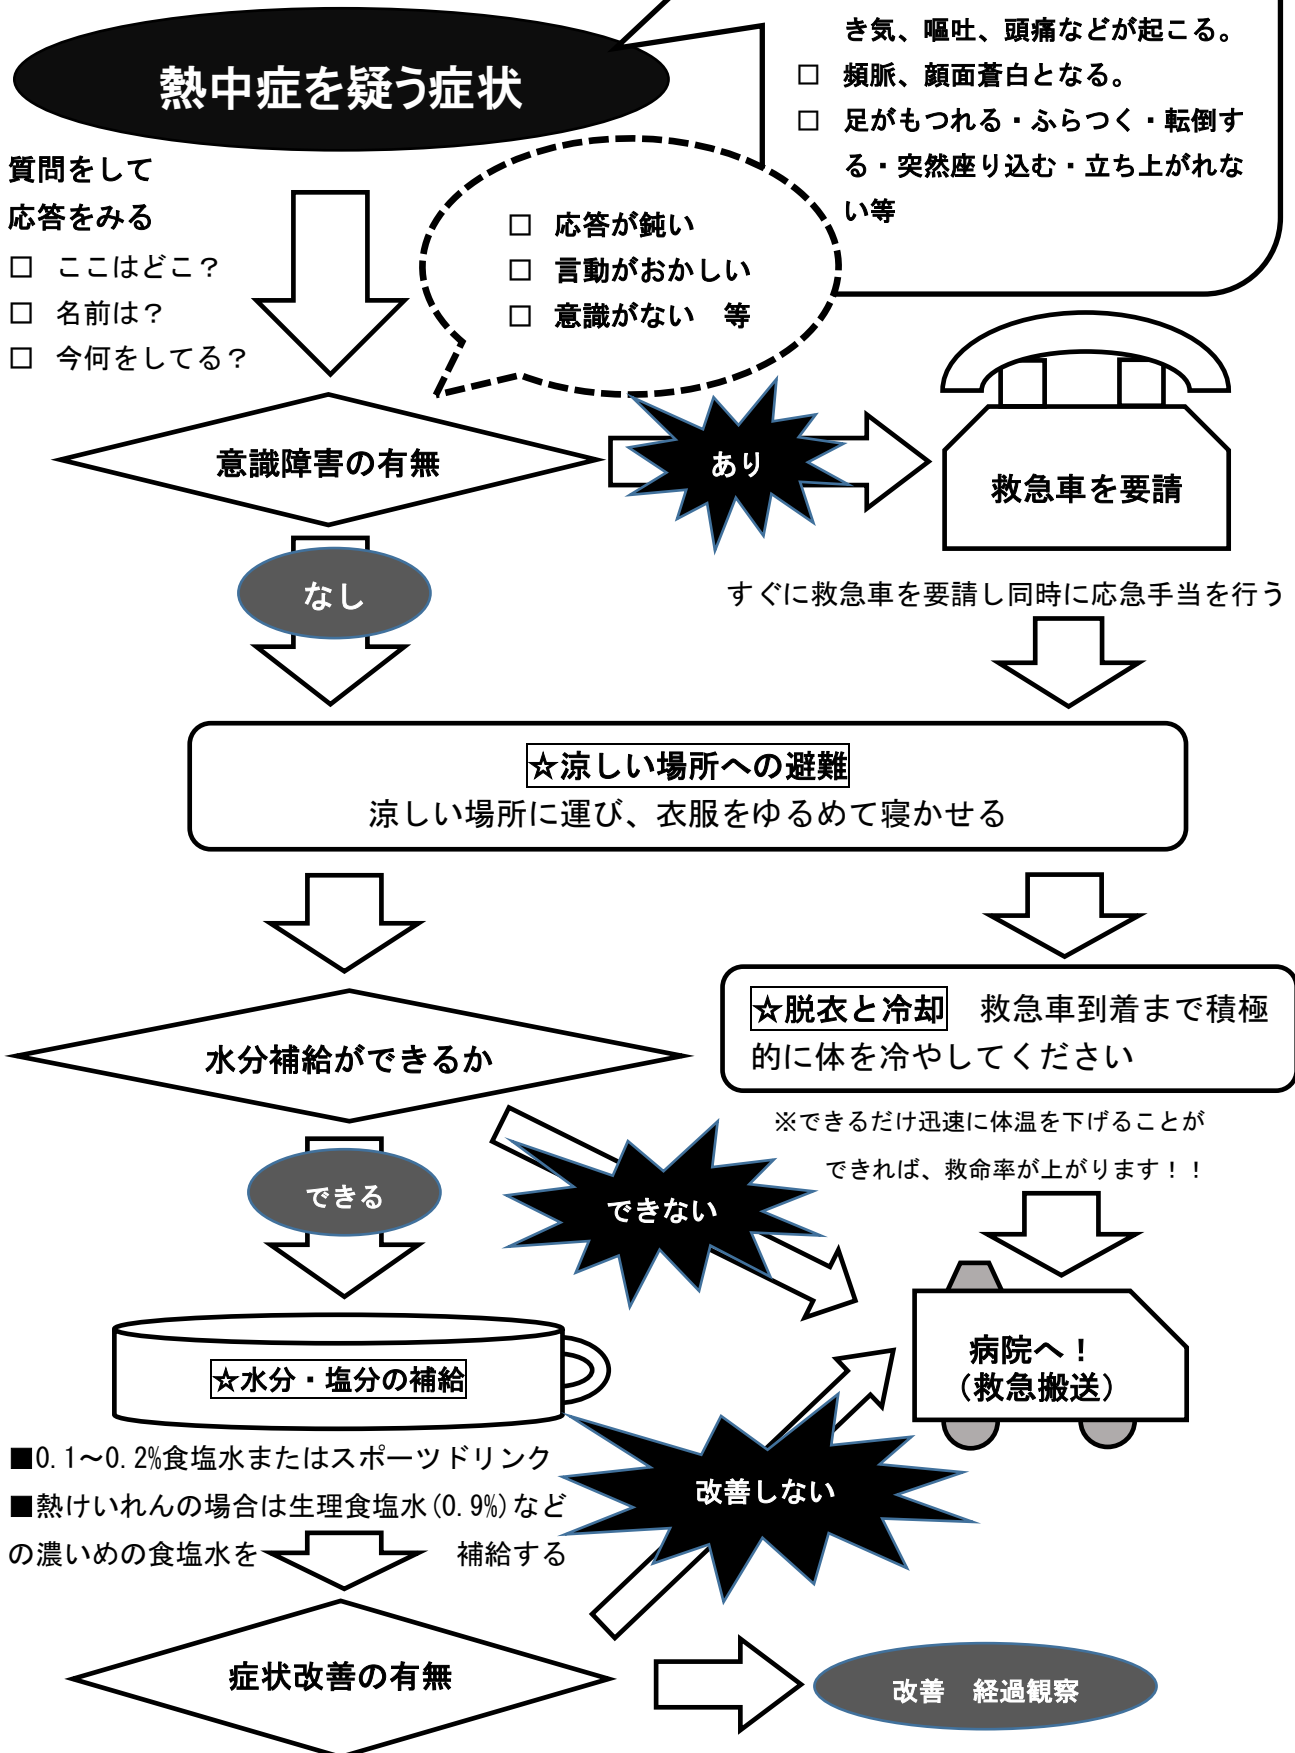 き気、嘔吐、頭痛などが起こる。
□ 頻脈、顔面蒼白となる。
□ 足がもつれる・ふらつく・転倒す
る・突然座り込む・立ち上がれな
い等
熱中症を疑う症状
質問をして
応答をみる
□ ここはどこ？
□ 名前は？
□ 今何をしてる？
□ 応答が鈍い
□ 言動がおかしい
□ 意識がない 等
意識障害の有無
あり
救急車を要請
なし
すぐに救急車を要請し同時に応急手当を行う
☆涼しい場所への避難
涼しい場所に運び、衣服をゆるめて寝かせる
水分補給ができるか
☆脱衣と冷却 救急車到着まで積極
的に体を冷やしてください
※できるだけ迅速に体温を下げることが
できれば、救命率が上がります！！
できる
できない
☆水分・塩分の補給
病院へ！
（救急搬送）
■0.1～0.2%食塩水またはスポーツドリンク
■熱けいれんの場合は生理食塩水(0.9%)など
の濃いめの食塩水を 補給する
改善しない
症状改善の有無
改善 経過観察